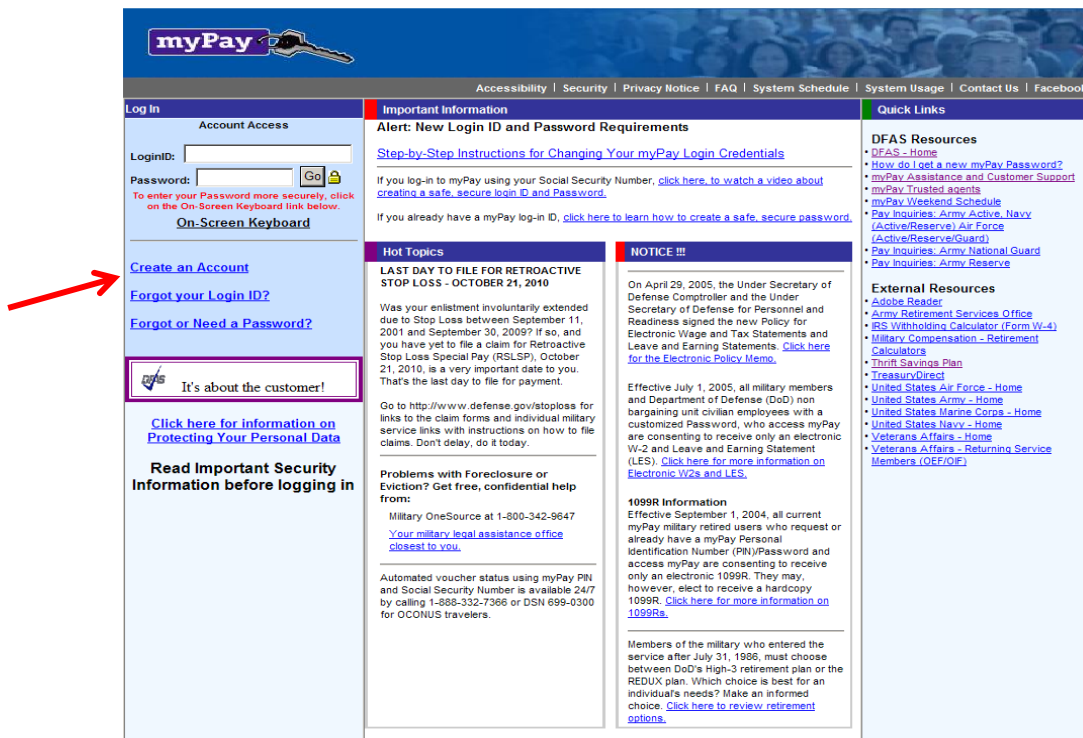 myPay
Accessibility | Security | Privacy Notice | FAQ | System Schedule | System Usage | Contact Us | Facebook
Log In
Account Access
LoginID:
Password:
Go
To enter your Password more securely, click
on the On-Screen Keyboard link below.
On-Screen Keyboard
Create an Account
Forgot your Login ID?
Forgot or Need a Password?
DFAS
It's about the customer!
Click here for information on
Protecting Your Personal Data
Read Important Security
Information before logging in
Important Information
Alert: New Login ID and Password Requirements
Step-by-Step Instructions for Changing Your myPay Login Credentials
If you log-in to myPay using your Social Security Number, click here, to watch a video about
creating a safe, secure login ID and Password.
If you already have a myPay log-in ID, click here to learn how to create a safe, secure password.
Hot Topics
LAST DAY TO FILE FOR RETROACTIVE
STOP LOSS - OCTOBER 21, 2010
Was your enlistment involuntarily extended
due to Stop Loss between September 11,
2001 and September 30, 2009? If so, and
you have yet to file a claim for Retroactive
Stop Loss Special Pay (RSLSP), October
21, 2010, is a very important date to you.
That's the last day to file for payment.
Go to http://www.defense.gov/stoploss for
links to the claim forms and individual military
service links with instructions on how to file
claims. Don't delay, do it today.
Problems with Foreclosure or
Eviction? Get free, confidential help
from:
Military OneSource at 1-800-342-9647
Your military legal assistance office
closest to you.
Automated voucher status using myPay PIN
and Social Security Number is available 24/7
by calling 1-888-332-7366 or DSN 699-0300
for OCONUS travelers.
NOTICE !!!
On April 29, 2005, the Under Secretary of
Defense Comptroller and the Under
Secretary of Defense for Personnel and
Readiness signed the new Policy for
Electronic Wage and Tax Statements and
Leave and Earning Statements. Click here
for the Electronic Policy Memo.
Effective July 1, 2005, all military members
and Department of Defense (DoD) non
bargaining unit civilian employees with a
customized Password, who access myPay
are consenting to receive only an electronic
W-2 and Leave and Earning Statement
(LES). Click here for more information on
Electronic W2s and LES.
1099R Information
Effective September 1, 2004, all current
myPay military retired users who request or
already have a myPay Personal
Identification Number (PIN)/Password and
access myPay are consenting to receive
only an electronic 1099R. They may,
however, elect to receive a hardcopy
1099R. Click here for more information on
1099Rs.
Members of the military who entered the
service after July 31, 1986, must choose
between DoD's High-3 retirement plan or the
REDUX plan. Which choice is best for an
individual's needs? Make an informed
choice. Click here to review retirement
options.
Quick Links
DFAS Resources
• DFAS - Home
• How do I get a new myPay Password?
• myPay Assistance and Customer Support
• myPay Trusted agents
• myPay Weekend Schedule
• Pay Inquiries: Army Active, Navy
(Active/Reserve) Air Force
(Active/Reserve/Guard)
• Pay Inquiries: Army National Guard
• Pay Inquiries: Army Reserve
External Resources
• Adobe Reader
• Army Retirement Services Office
• IRS Withholding Calculator (Form W-4)
• Military Compensation - Retirement
Calculators
• Thrift Savings Plan
• TreasuryDirect
• United States Air Force - Home
• United States Army - Home
• United States Marine Corps - Home
• United States Navy - Home
• Veterans Affairs - Home
• Veterans Affairs - Returning Service
Members (OEF/OIF)